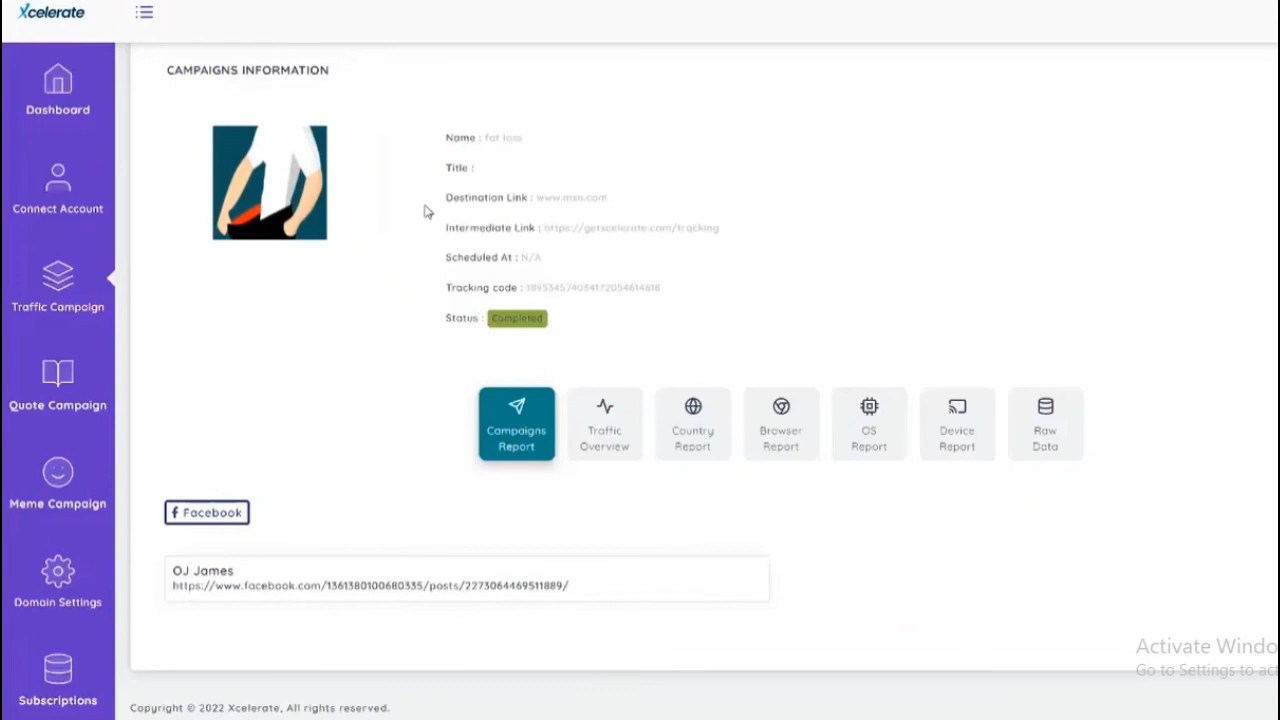 Xcelerate
CAMPAIGNS INFORMATION
Dashboard
Connect Account
Traffic Campaign
Quote Campaign
Meme Campaign
Domain Settings
Subscriptions
Name : fat loss
Title :
Destination Link : www.msn.com
Intermediate Link : https://getxcelerate.com/tracking
Scheduled At : N/A
Tracking code :
Status : Completed
Campaigns
Report
Traffic
Overview
Country
Report
Browser
Report
OS
Report
Device
Report
Raw
Data
Facebook
OJ James
https://www.facebook.com/1361380100680335/posts/2273064469511889/
Activate Windo
Go to Settings to ac
Copyright © 2022 Xcelerate, All rights reserved.